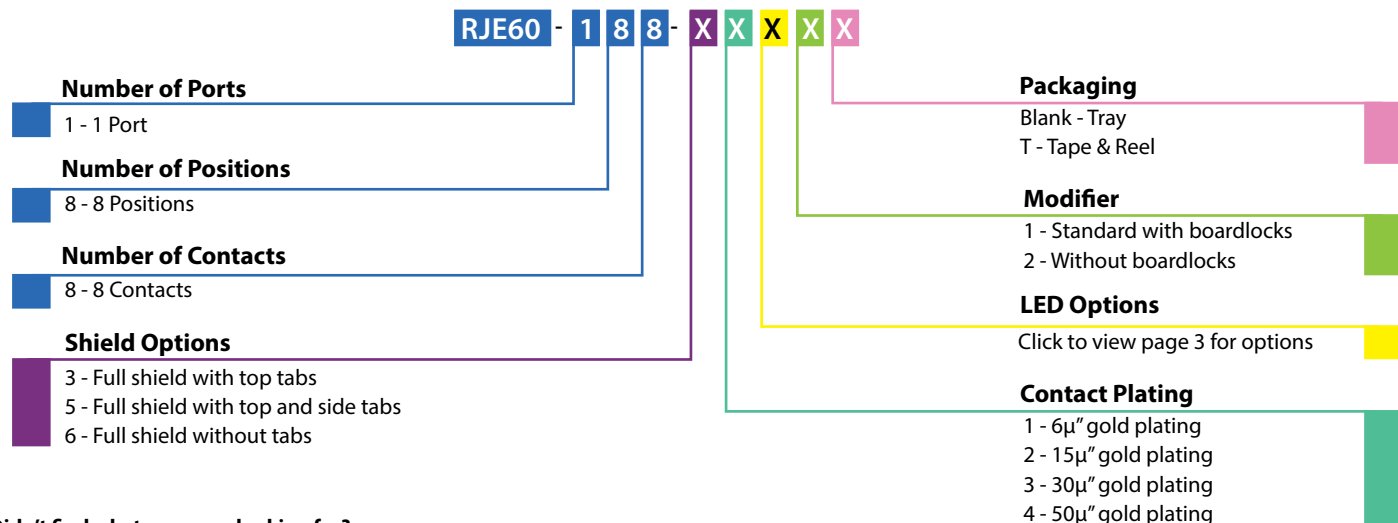 RJE60 - 1 8 8 - X X X X X
Number of Ports
1 - 1 Port
Number of Positions
8 - 8 Positions
Number of Contacts
8 - 8 Contacts
Shield Options
3 - Full shield with top tabs
5 - Full shield with top and side tabs
6 - Full shield without tabs
Packaging
Blank - Tray
T - Tape & Reel
Modifier
1 - Standard with boardlocks
2 - Without boardlocks
LED Options
Click to view page 3 for options
Contact Plating
1 - 6µ” gold plating
2 - 15µ” gold plating
3 - 30µ” gold plating
4 - 50µ” gold plating